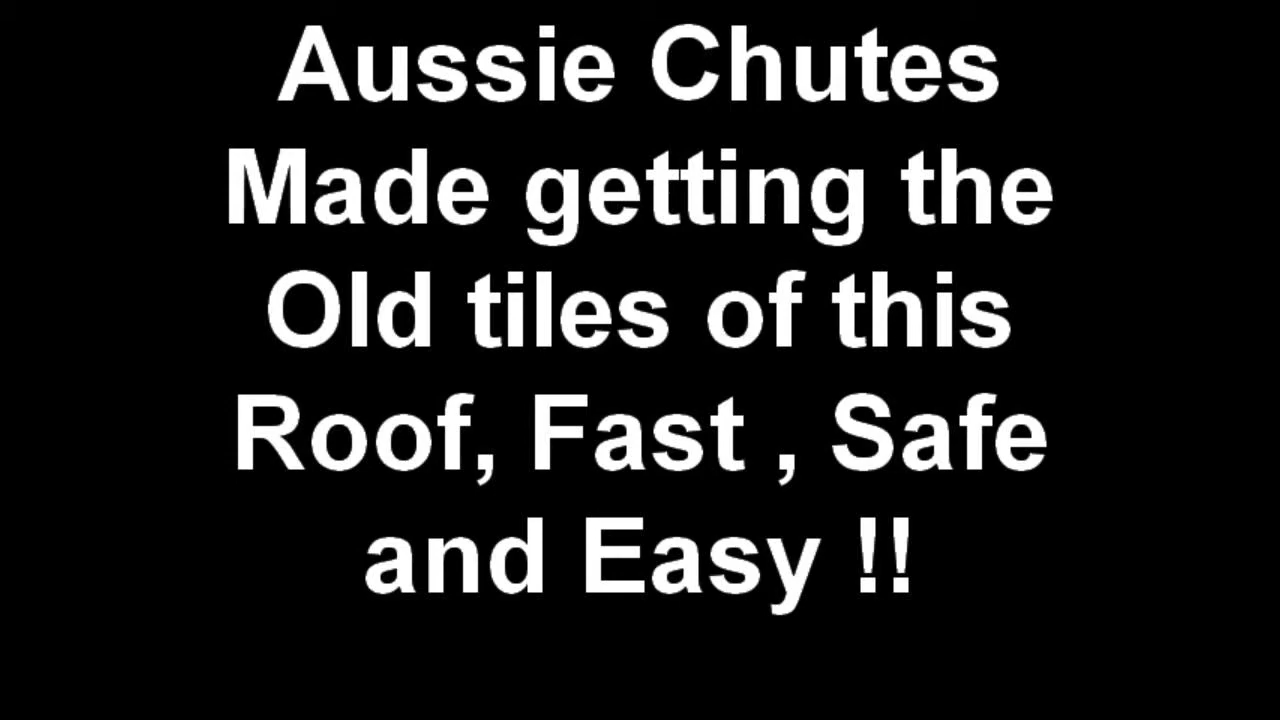 Aussie Chutes
Made getting the
Old tiles of this
Roof, Fast , Safe
and Easy !!